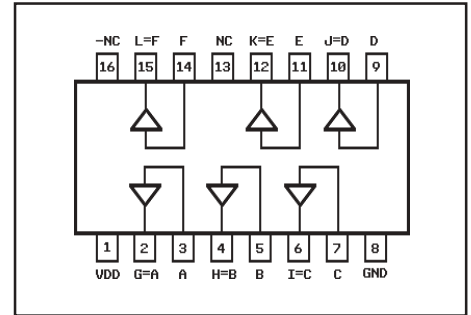 -NC L=F F NC K=E E J=D D
16 15 14 13 12 11 10 9
1 2 3 4 5 6 7 8
VDD G=A A H=B B I=C C GND